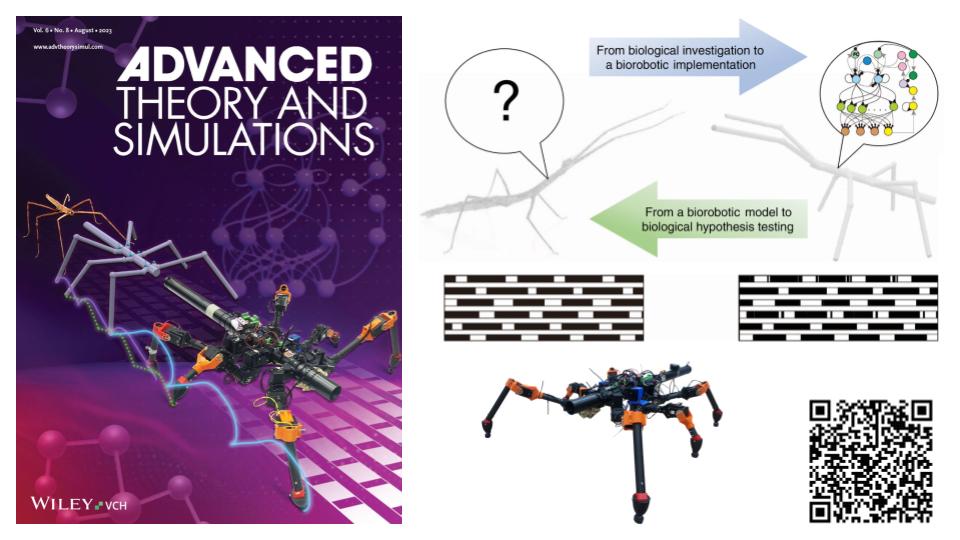 Vol. 6 • No. 8 • August • 2023
www.advtheorysimul.com
ADVANCED
THEORY AND
SIMULATIONS
WILEY VCH
?
From biological investigation to
a biorobotic implementation
From a biorobotic model to
biological hypothesis testing